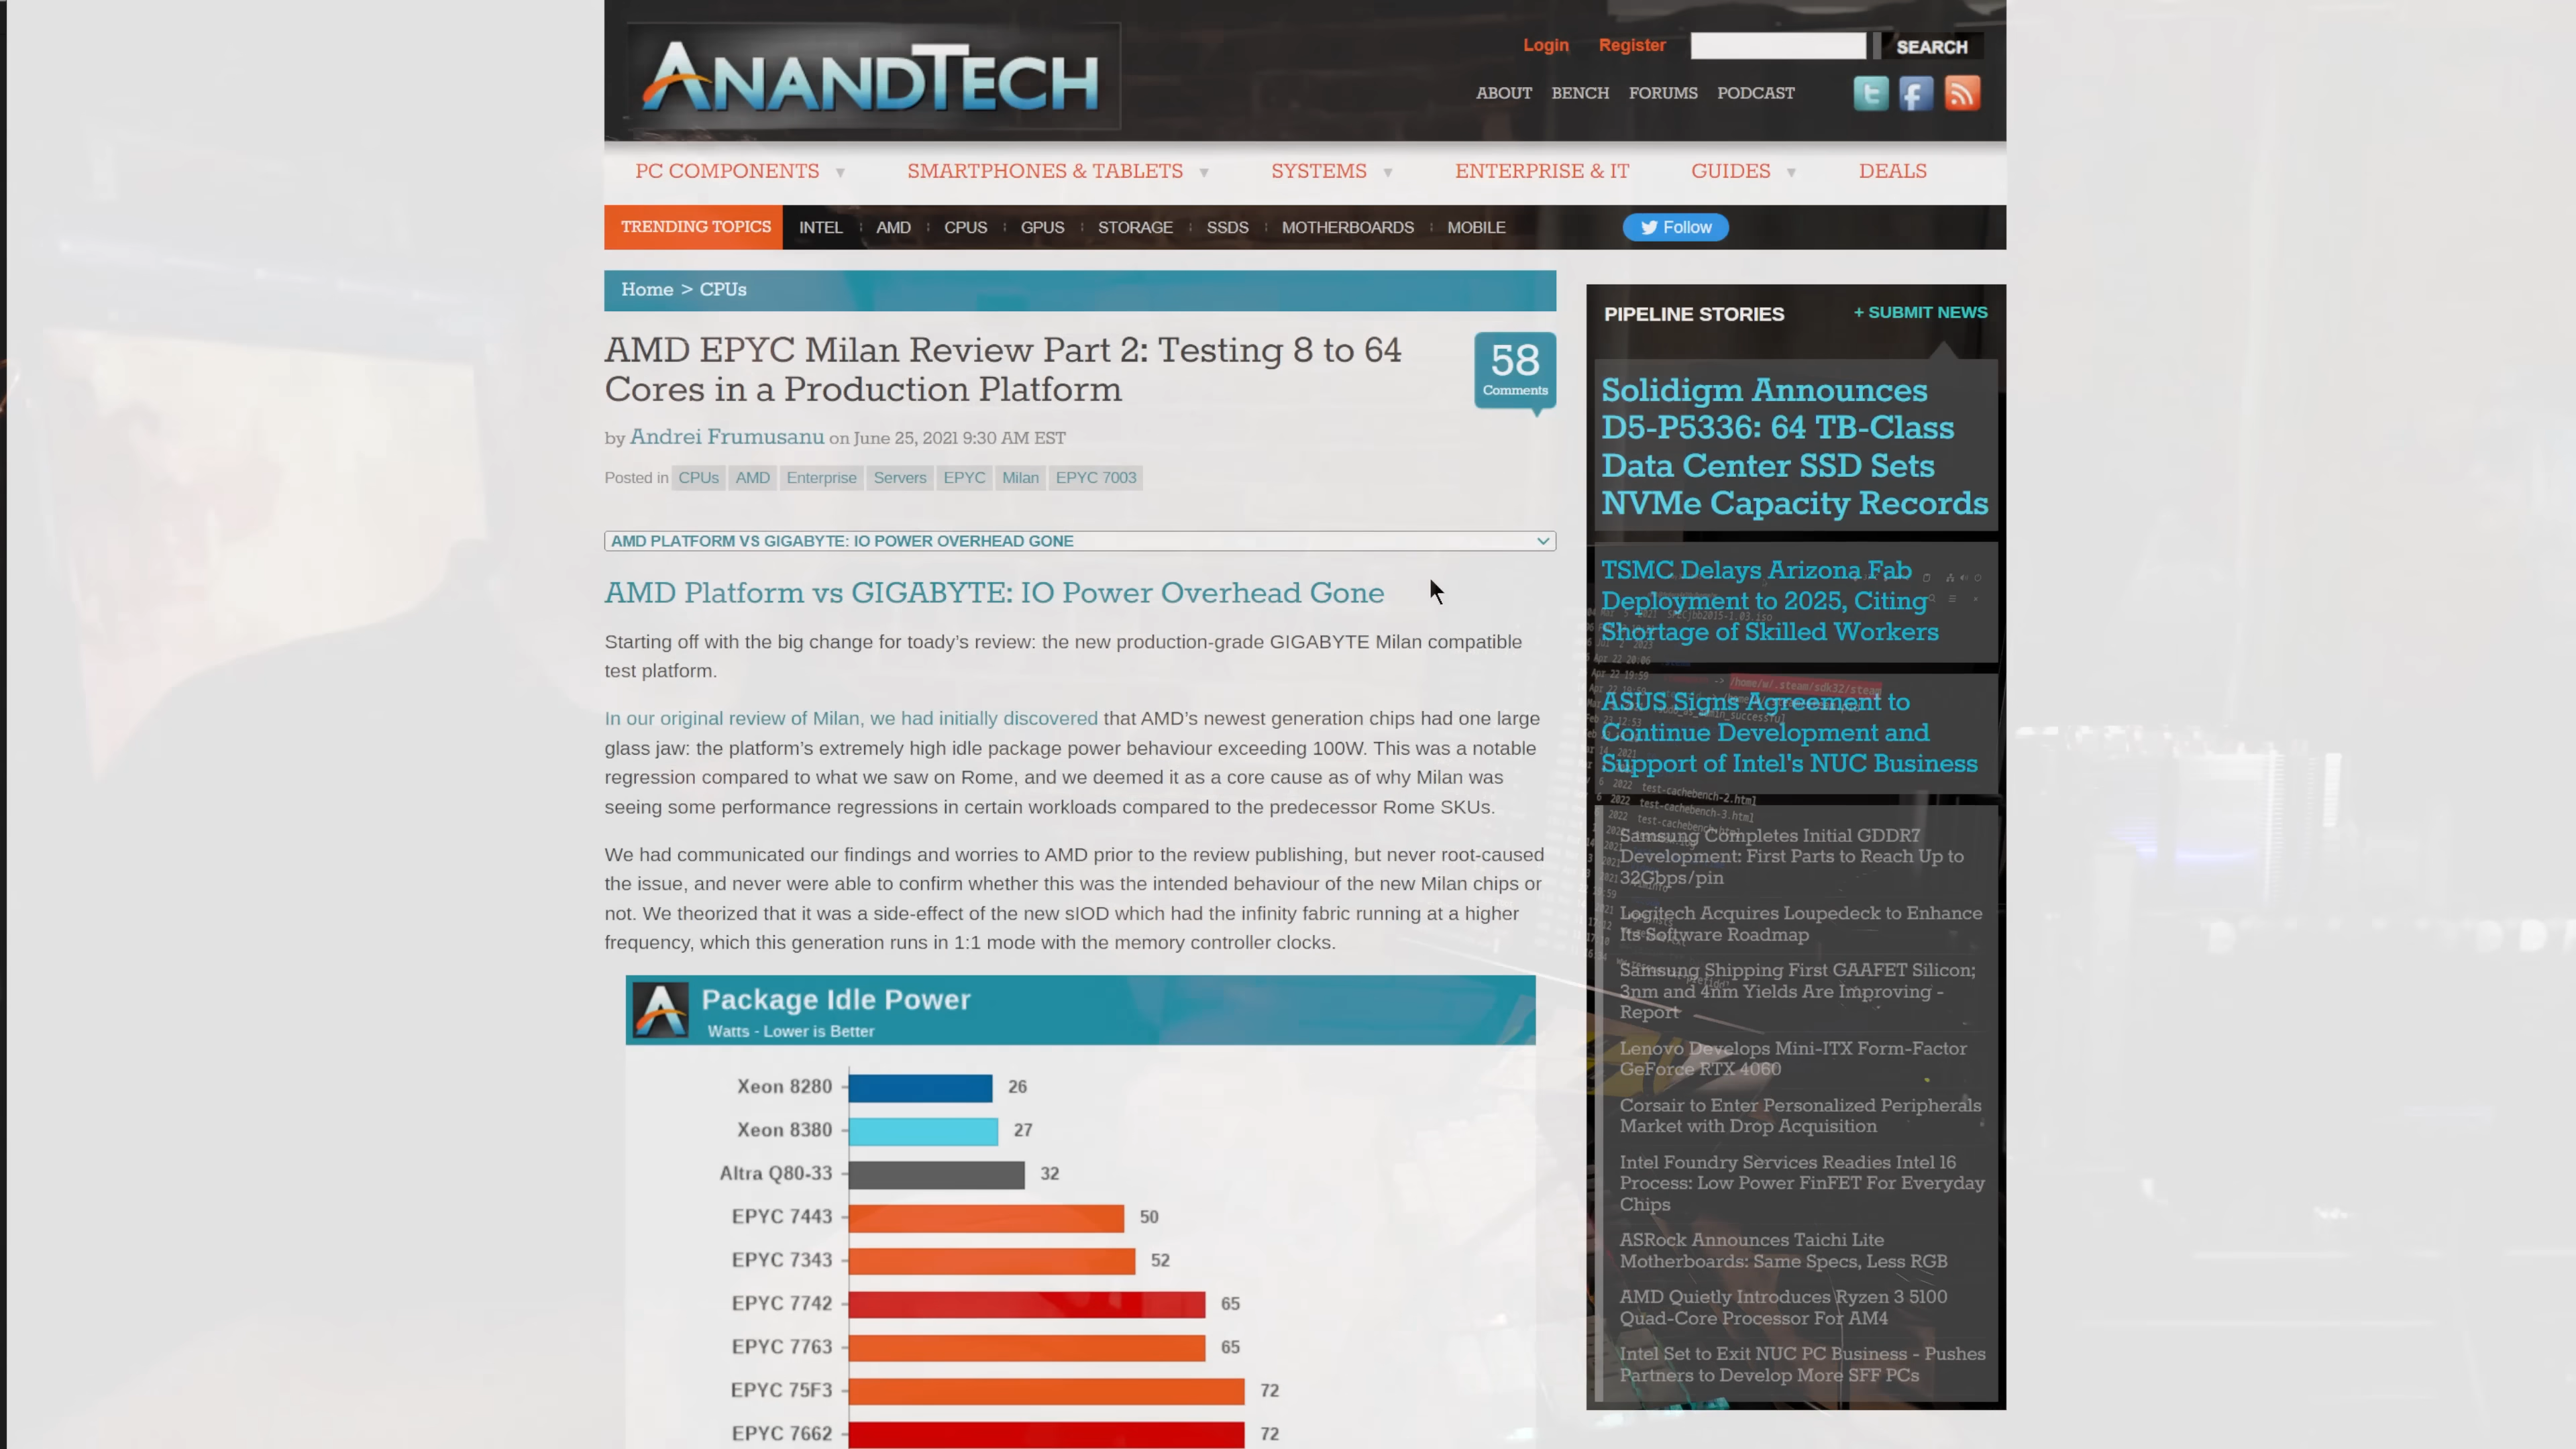 ANANDTECH
Login Register SEARCH
ABOUT BENCH FORUMS PODCAST
PC COMPONENTS SMARTPHONES & TABLETS SYSTEMS ENTERPRISE & IT GUIDES DEALS
TRENDING TOPICS INTEL AMD CPUS GPUS STORAGE SSDS MOTHERBOARDS MOBILE Follow
Home > CPUs
AMD EPYC Milan Review Part 2: Testing 8 to 64
Cores in a Production Platform
58
Comments
by Andrei Frumusanu on June 25, 2021 9:30 AM EST
Posted in CPUs AMD Enterprise Servers EPYC Milan EPYC 7003
AMD PLATFORM VS GIGABYTE: IO POWER OVERHEAD GONE
AMD Platform vs GIGABYTE: IO Power Overhead Gone
Starting off with the big change for toady's review: the new production-grade GIGABYTE Milan compatible
test platform.
In our original review of Milan, we had initially discovered that AMD's newest generation chips had one large
glass jaw: the platform's extremely high idle package power behaviour exceeding 100W. This was a notable
regression compared to what we saw on Rome, and we deemed it as a core cause as of why Milan was
seeing some performance regressions in certain workloads compared to the predecessor Rome SKUs.
We had communicated our findings and worries to AMD prior to the review publishing, but never root-caused
the issue, and never were able to confirm whether this was the intended behaviour of the new Milan chips or
not. We theorized that it was a side-effect of the new sIOD which had the infinity fabric running at a higher
frequency, which this generation runs in 1:1 mode with the memory controller clocks.
Package Idle Power
Watts - Lower is Better
Xeon 8280 26
Xeon 8380 27
Altra Q80-33 32
EPYC 7443 50
EPYC 7343 52
EPYC 7742 65
EPYC 7763 65
EPYC 75F3 72
EPYC 7662 72
PIPELINE STORIES + SUBMIT NEWS
Solidigm Announces
D5-P5336: 64 TB-Class
Data Center SSD Sets
NVMe Capacity Records
TSMC Delays Arizona Fab
Deployment to 2025, Citing
Shortage of Skilled Workers
ASUS Signs Agreement to
Continue Development and
Support of Intel's NUC Business
Samsung Completes Initial GDDR7
Development: First Parts to Reach Up to
32Gbps/pin
Logitech Acquires Loupedeck to Enhance
Its Software Roadmap
Samsung Shipping First GAAFET Silicon;
3nm and 4nm Yields Are Improving -
Report
Lenovo Develops Mini-ITX Form-Factor
GeForce RTX 4060
Corsair to Enter Personalized Peripherals
Market with Drop Acquisition
Intel Foundry Services Readies Intel 16
Process: Low Power FinFET For Everyday
Chips
ASRock Announces Taichi Lite
Motherboards: Same Specs, Less RGB
AMD Quietly Introduces Ryzen 3 5100
Quad-Core Processor For AM4
Intel Set to Exit NUC PC Business - Pushes
Partners to Develop More SFF PCs
SPECjbb2015-1.03.iso
/home/w/.steam/sdk32/steam
test-cachebench-2.html
test-cachebench-3.html